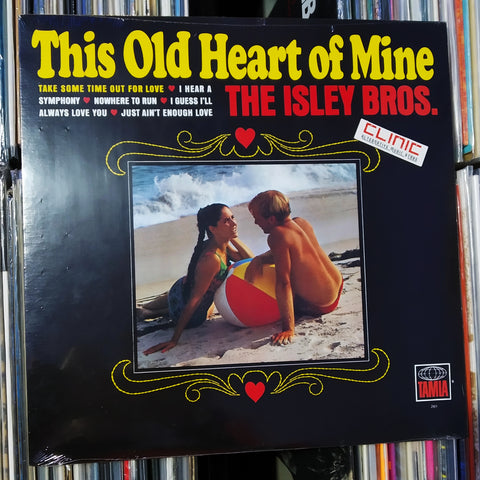 This Old Heart of Mine
TAKE SOME TIME OUT FOR LOVE ♥ I HEAR A
SYMPHONY ♥ NOWHERE TO RUN ♥ I GUESS I'LL
ALWAYS LOVE YOU ♥ JUST AIN'T ENOUGH LOVE
THE ISLEY BROS.
CLINIC
TAMLA